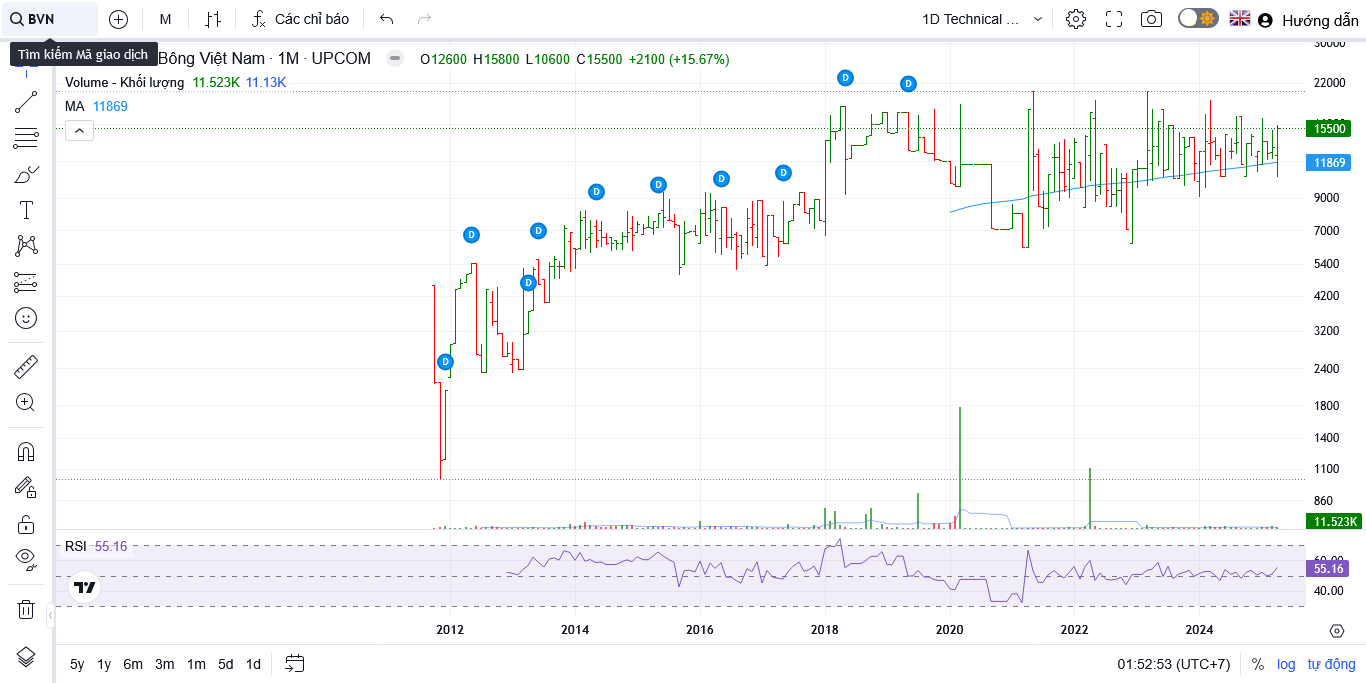 BVN
M
Các chỉ báo
1D Technical ...
Hướng dẫn
Tìm kiếm Mã giao dịch
Bông Việt Nam · 1M · UPCOM
O12600 H15800 L10600 C15500 +2100 (+15.67%)
Volume - Khối lượng 11.523K 11.13K
MA 11869
D
D
D
D
D
D
D
D
D
D
22000
15500
11869
9000
7000
5400
4200
3200
2400
1800
1400
1100
860
11.523K
RSI 55.16
55.16
40.00
2012 2014 2016 2018 2020 2022 2024
5y 1y 6m 3m 1m 5d 1d
01:52:53 (UTC+7)
% log tự động